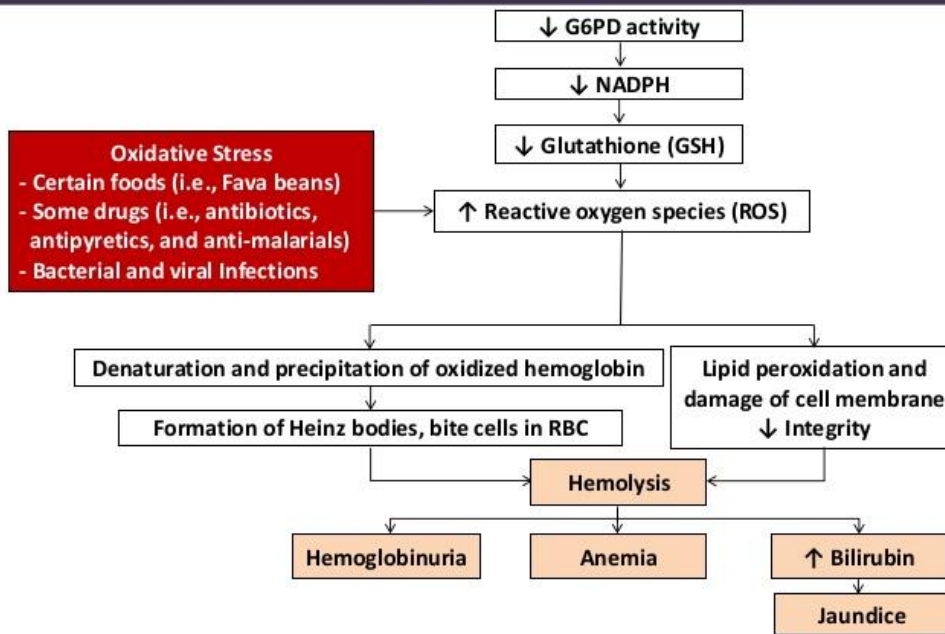 ↓ G6PD activity
↓ NADPH
↓ Glutathione (GSH)
Oxidative Stress
- Certain foods (i.e., Fava beans)
- Some drugs (i.e., antibiotics,
antipyretics, and anti-malarials)
- Bacterial and viral Infections
↑ Reactive oxygen species (ROS)
Denaturation and precipitation of oxidized hemoglobin
Lipid peroxidation and
damage of cell membrane
↓ Integrity
Formation of Heinz bodies, bite cells in RBC
Hemolysis
Hemoglobinuria
Anemia
↑ Bilirubin
Jaundice